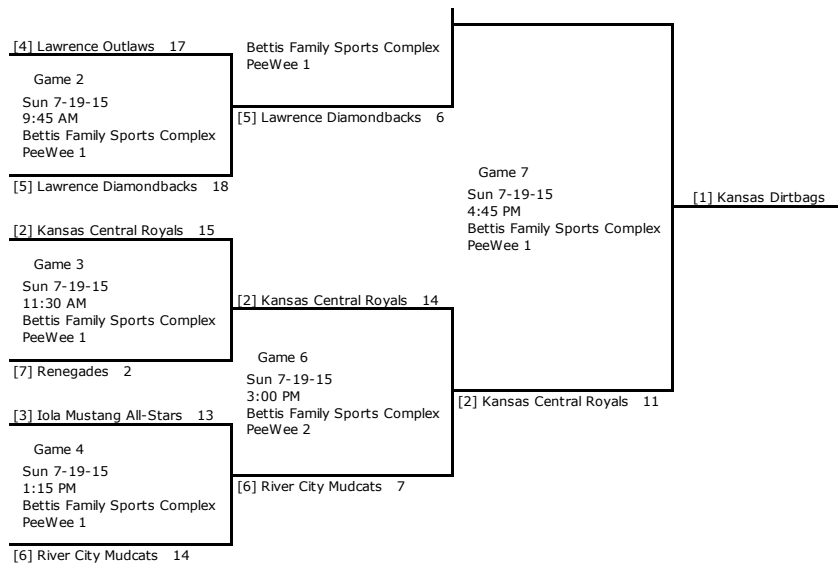 [4] Lawrence Outlaws 17
Game 2
Sun 7-19-15
9:45 AM
Bettis Family Sports Complex
PeeWee 1
[5] Lawrence Diamondbacks 18
[2] Kansas Central Royals 15
Game 3
Sun 7-19-15
11:30 AM
Bettis Family Sports Complex
PeeWee 1
[7] Renegades 2
[3] Iola Mustang All-Stars 13
Game 4
Sun 7-19-15
1:15 PM
Bettis Family Sports Complex
PeeWee 1
[6] River City Mudcats 14
Bettis Family Sports Complex
PeeWee 1
[5] Lawrence Diamondbacks 6
[2] Kansas Central Royals 14
Game 6
Sun 7-19-15
3:00 PM
Bettis Family Sports Complex
PeeWee 2
[6] River City Mudcats 7
Game 7
Sun 7-19-15
4:45 PM
Bettis Family Sports Complex
PeeWee 1
[2] Kansas Central Royals 11
[1] Kansas Dirtbags